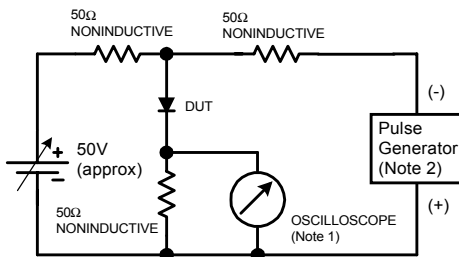 50Ω
NONINDUCTIVE
50Ω
NONINDUCTIVE
DUT
(-)
+
50V
(approx)
−
Pulse
Generator
(Note 2)
50Ω
NONINDUCTIVE
OSCILLOSCOPE
(Note 1)
(+)